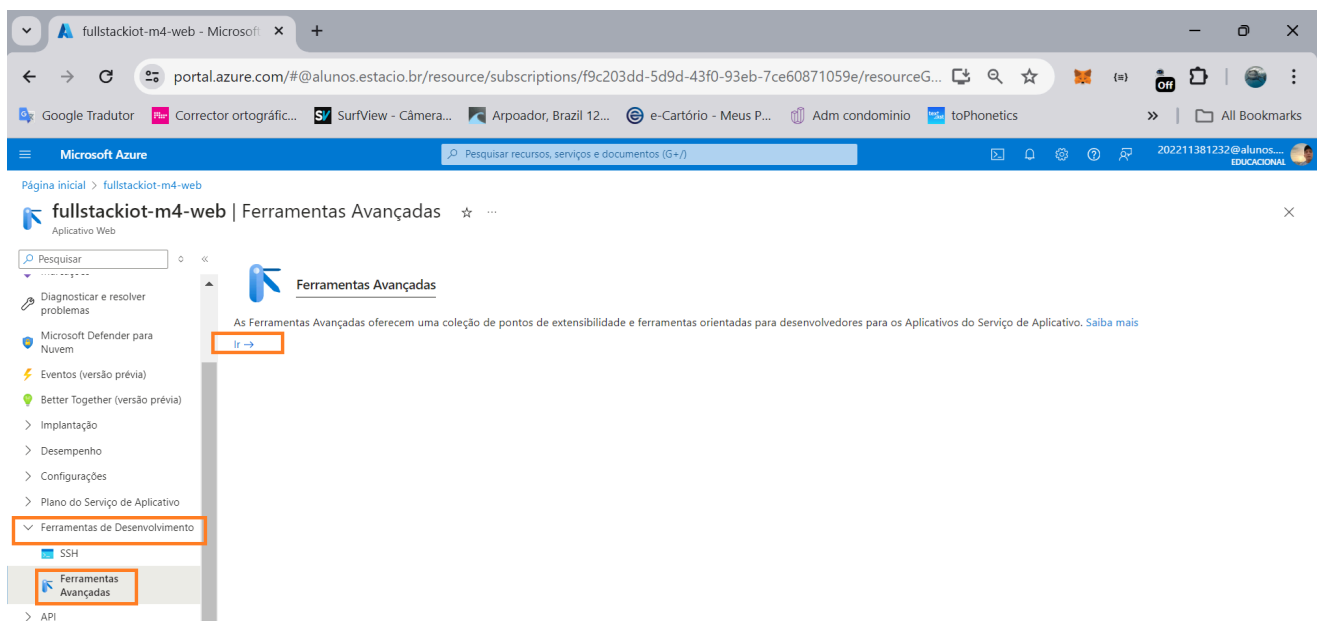 fullstackiot-m4-web - Microsoft
portal.azure.com/#@alunos.estacio.br/resource/subscriptions/f9c203dd-5d9d-43f0-93eb-7ce60871059e/resourceG...
{=}
Off
Google Tradutor
Corrector ortográfic...
SurfView - Câmera...
Arpoador, Brazil 12...
e-Cartório - Meus P...
Adm condominio
toPhonetics
»
All Bookmarks
Microsoft Azure
Pesquisar recursos, serviços e documentos (G+/)
202211381232@alunos....
EDUCACIONAL
Página inicial > fullstackiot-m4-web
fullstackiot-m4-web | Ferramentas Avançadas
Aplicativo Web
Pesquisar
Diagnosticar e resolver
problemas
Microsoft Defender para
Nuvem
Eventos (versão prévia)
Better Together (versão prévia)
Implantação
Desempenho
Configurações
Plano do Serviço de Aplicativo
Ferramentas de Desenvolvimento
SSH
Ferramentas
Avançadas
API
Ferramentas Avançadas
As Ferramentas Avançadas oferecem uma coleção de pontos de extensibilidade e ferramentas orientadas para desenvolvedores para os Aplicativos do Serviço de Aplicativo. Saiba mais
Ir →